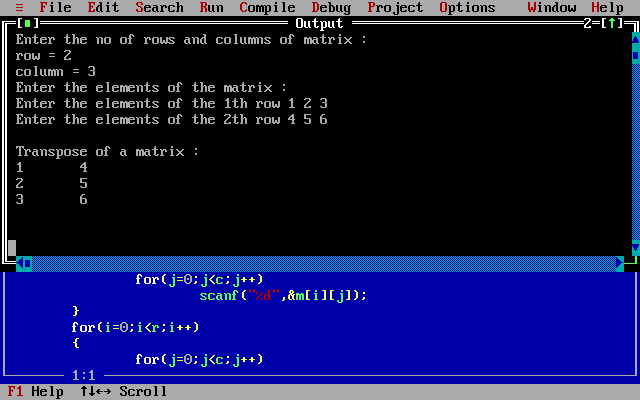 ≡ File Edit Search Run Compile Debug Project Options Window Help
[■] Output 2=[↑]
Enter the no of rows and columns of matrix :
row = 2
column = 3
Enter the elements of the matrix :
Enter the elements of the 1th row 1 2 3
Enter the elements of the 2th row 4 5 6
Transpose of a matrix :
1 4
2 5
3 6
for(j=0;j<c;j++)
scanf("%d",&m[i][j]);
}
for(i=0;i<r;i++)
{
for(j=0;j<c;j++)
1:1
F1 Help ↑↓←→ Scroll